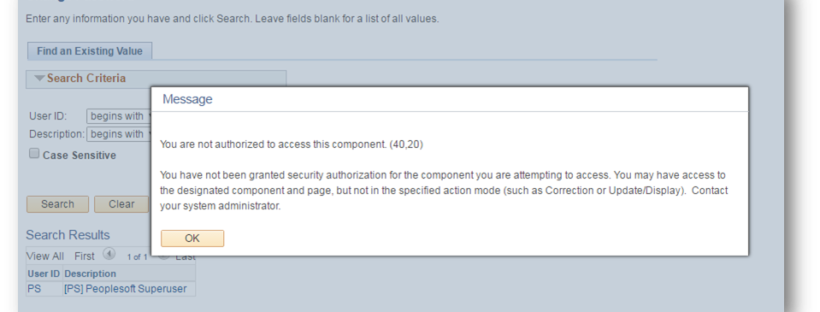 Enter any information you have and click Search. Leave fields blank for a list of all values.
Find an Existing Value
Search Criteria
User ID: begins with
Description: begins with
Case Sensitive
Search Clear
Search Results
View All First 1 of 1 Last
User ID Description
PS [PS] Peoplesoft Superuser
Message
You are not authorized to access this component. (40,20)
You have not been granted security authorization for the component you are attempting to access. You may have access to
the designated component and page, but not in the specified action mode (such as Correction or Update/Display). Contact
your system administrator.
OK